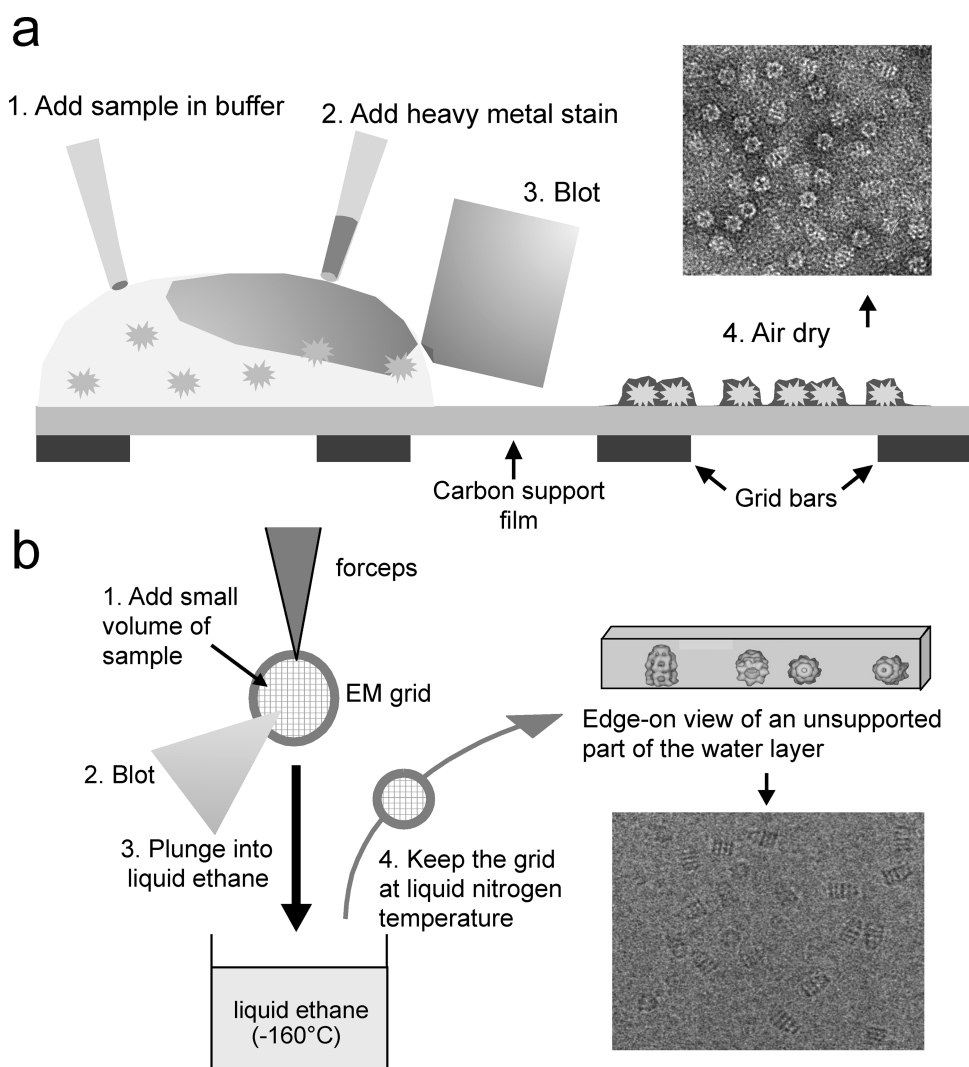 a
1. Add sample in buffer
2. Add heavy metal stain
3. Blot
4. Air dry
Carbon support
film
Grid bars
b
forceps
1. Add small
volume of
sample
EM grid
2. Blot
3. Plunge into
liquid ethane
4. Keep the grid
at liquid nitrogen
temperature
liquid ethane
(-160°C)
Edge-on view of an unsupported
part of the water layer